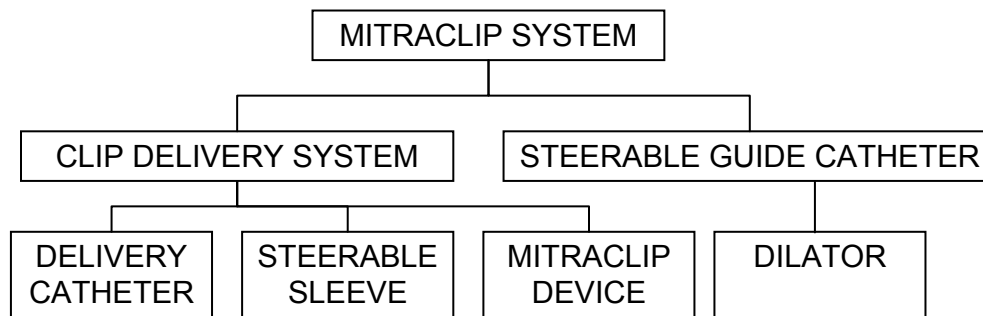 MITRACLIP SYSTEM
CLIP DELIVERY SYSTEM
STEERABLE GUIDE CATHETER
DELIVERY
CATHETER
STEERABLE
SLEEVE
MITRACLIP
DEVICE
DILATOR